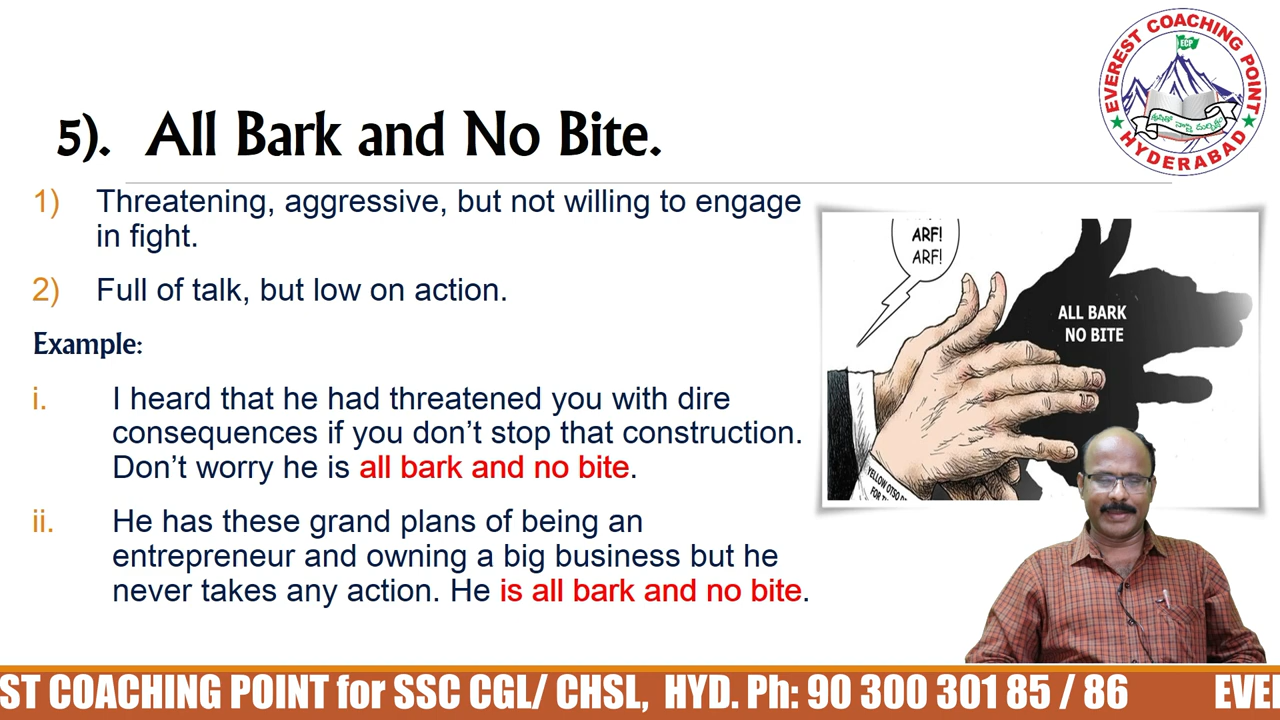 5). All Bark and No Bite.
1) Threatening, aggressive, but not willing to engage
in fight.
2) Full of talk, but low on action.
Example:
i. I heard that he had threatened you with dire
consequences if you don’t stop that construction.
Don’t worry he is all bark and no bite.
ii. He has these grand plans of being an
entrepreneur and owning a big business but he
never takes any action. He is all bark and no bite.
EVEREST COACHING POINT
ECP
HYDERABAD
ARF!
ARF!
ALL BARK
NO BITE
YELLOW OTSO
ST COACHING POINT for SSC CGL/ CHSL, HYD. Ph: 90 300 301 85 / 86 EVE